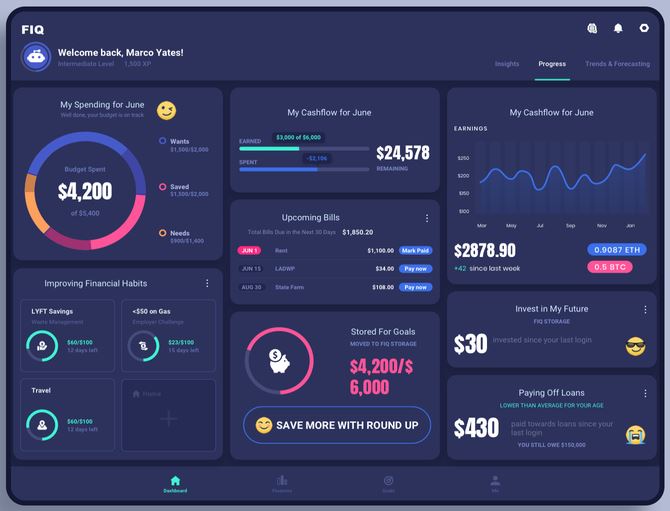 FIQ
Welcome back, Marco Yates!
Intermediate Level 1,500 XP
Insights
Progress
Trends & Forecasting
My Spending for June
Well done, your budget is on track
Budget Spent
$4,200
of $5,400
Wants
$1,500/$2,000
Saved
$1,500/$2,000
Needs
$900/$1,400
My Cashflow for June
EARNED
$3,000 of $6,000
SPENT
-$2,106
$24,578
REMAINING
My Cashflow for June
EARNINGS
$250
$200
$150
$100
Mar May Jul Sep Nov Jan
$2878.90
+42 since last week
0.9087 ETH
0.5 BTC
Upcoming Bills
Total Bills Due in the Next 30 Days $1,850.20
JUN 1 Rent $1,100.00 Mark Paid
JUN 15 LADWP $34.00 Pay now
AUG 30 State Farm $108.00 Pay now
Improving Financial Habits
LYFT Savings
Waste Management
$60/$100
12 days left
<$50 on Gas
Employer Challenge
$23/$100
15 days left
Travel
$60/$100
12 days left
Home
Stored For Goals
MOVED TO FIQ STORAGE
$4,200/$
6,000
SAVE MORE WITH ROUND UP
Invest in My Future
FIQ STORAGE
$30 invested since your last login
Paying Off Loans
LOWER THAN AVERAGE FOR YOUR AGE
$430 paid towards loans since your
last login
YOU STILL OWE $150,000
Dashboard
Goals
Me